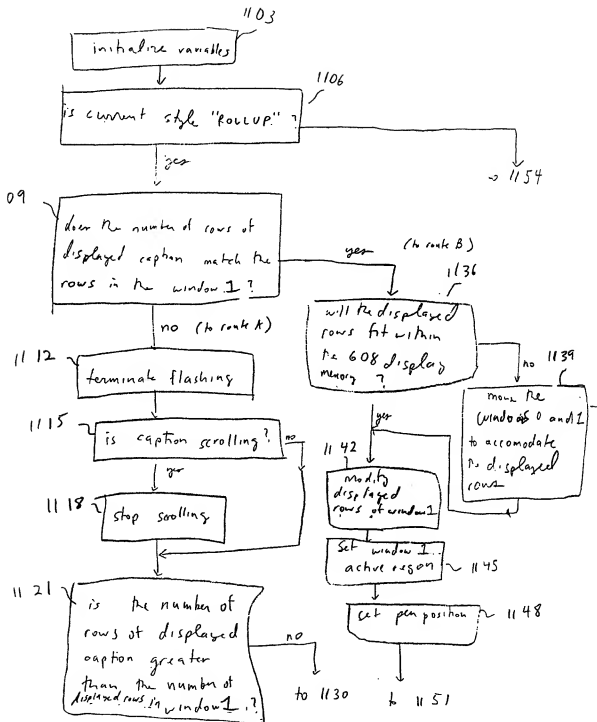 1103
initialize variables
1106
is current style "ROLLUP" ?
yes
→ 1154
09
does the number of rows of
displayed caption match the
rows in the window 1 ?
yes
(to route B)
no (to route A)
1136
will the displayed
rows fit within
the 608 display
memory ?
no
1139
move the
windows 0 and 1
to accomodate
the displayed
rows
yes
1112
terminate flashing
1115
is caption scrolling?
no
yes
1118
stop scrolling
1142
modify
displayed
rows of window 1
Set window 1
active region
1145
set pen position
1148
to 1151
1121
is the number of
rows of displayed
caption greater
than the number of
displayed rows in window 1 ?
no
to 1130